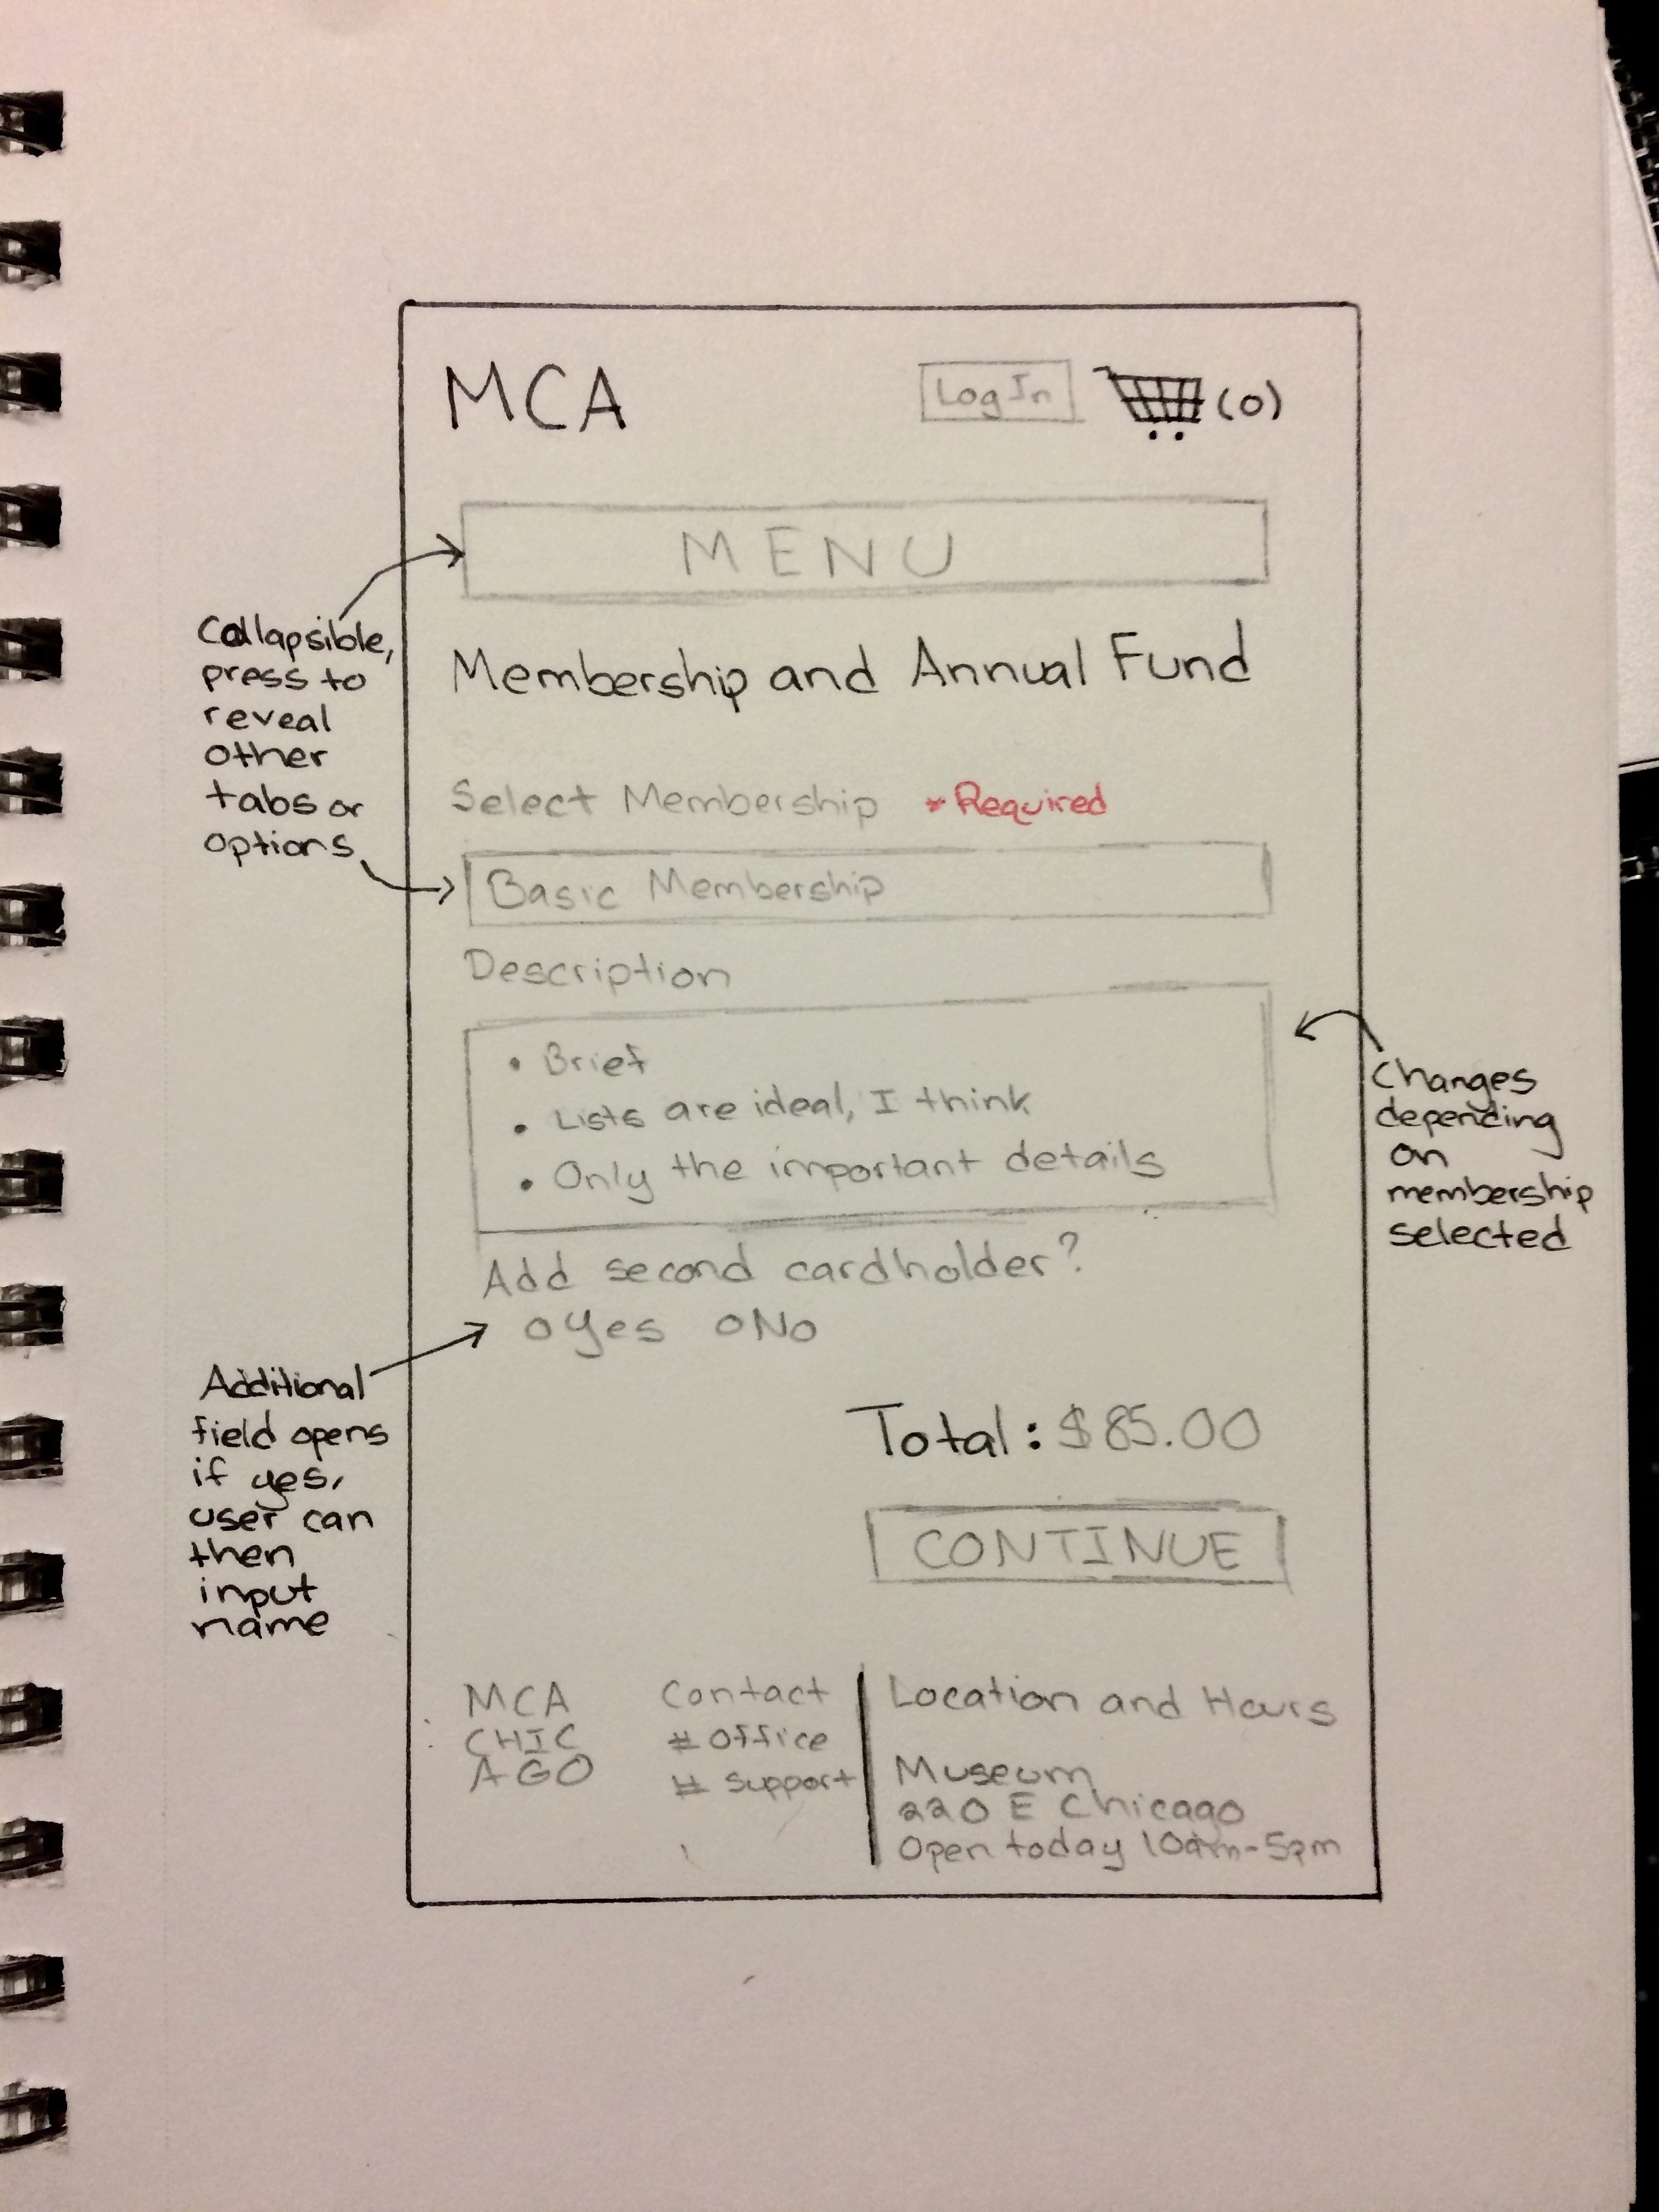 MCA
Log In
(0)
MENU
Collapsible,
press to
reveal
other
tabs or
options
Membership and Annual Fund
Select Membership *Required
Basic Membership
Description
• Brief
• Lists are ideal, I think
• Only the important details
Changes
depending
on
membership
selected
Add second cardholder?
Yes No
Additional
field opens
if yes,
user can
then
input
name
Total: $85.00
CONTINUE
MCA
CHIC
AGO
Contact
# Office
# Support
Location and Hours
Museum
220 E Chicago
Open today 10am-5pm